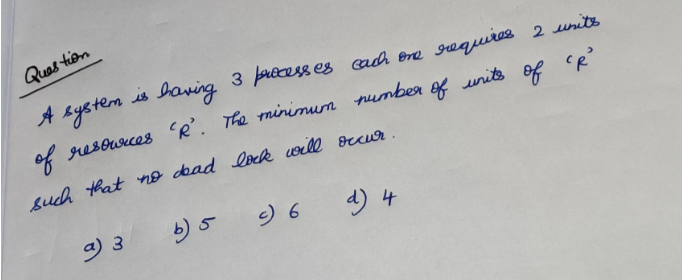 Question
A system is having 3 processes each one requires 2 units
of resources 'R'. The minimum number of units of 'R'
such that no dead lock will occur.
a) 3 b) 5 c) 6 d) 4